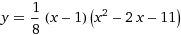 y = 1/8 (x − 1) (x² − 2 x − 11)